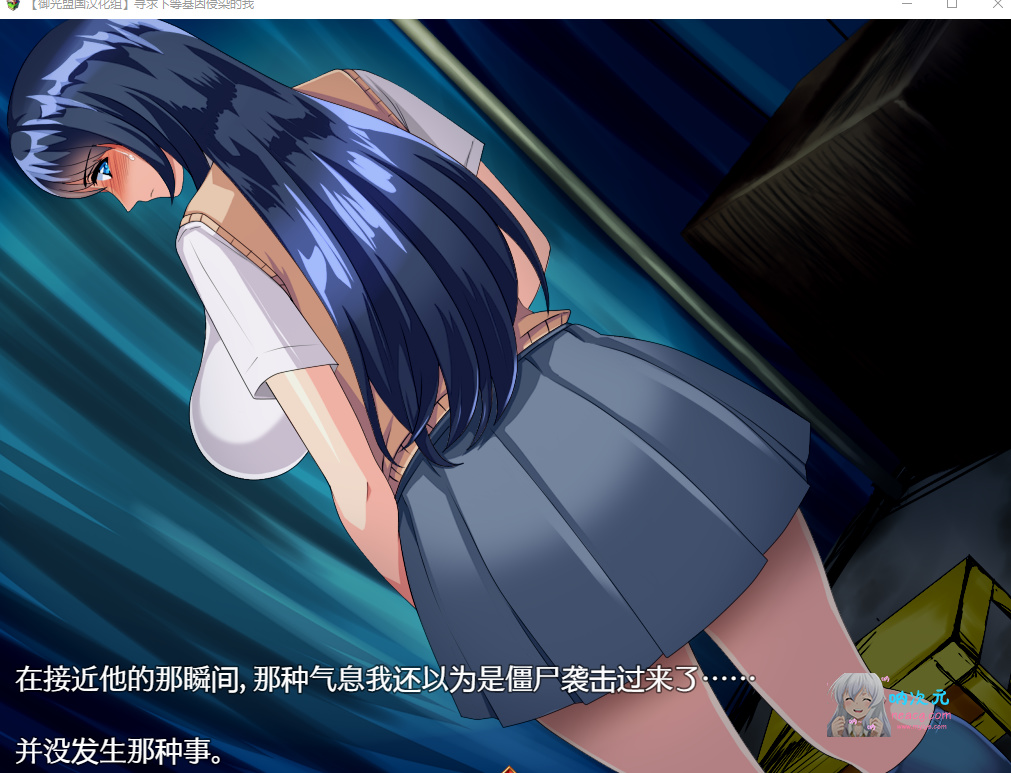 【御光盟国汉化组】寻求下等基因侵染的我
在接近他的那瞬间,那种气息我还以为是僵尸袭击过来了……
并没发生那种事。